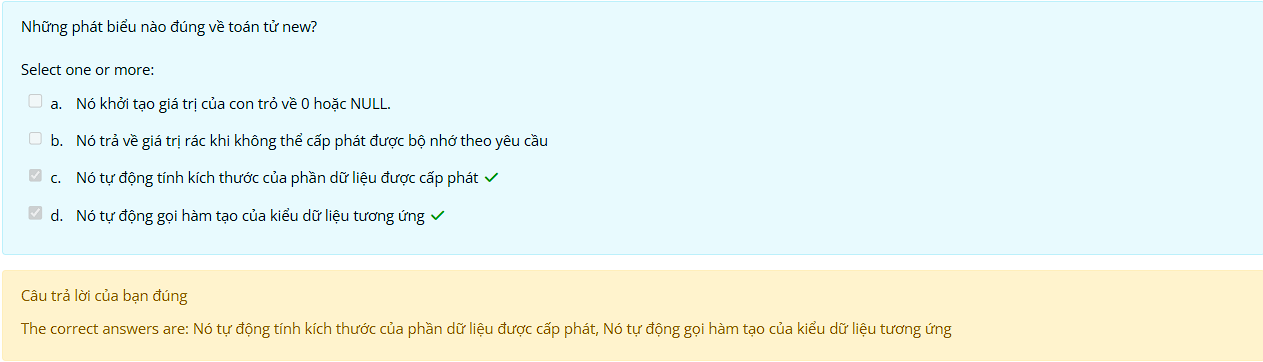 Những phát biểu nào đúng về toán tử new?
Select one or more:
a. Nó khởi tạo giá trị của con trỏ về 0 hoặc NULL.
b. Nó trả về giá trị rác khi không thể cấp phát được bộ nhớ theo yêu cầu
c. Nó tự động tính kích thước của phần dữ liệu được cấp phát
d. Nó tự động gọi hàm tạo của kiểu dữ liệu tương ứng
Câu trả lời của bạn đúng
The correct answers are: Nó tự động tính kích thước của phần dữ liệu được cấp phát, Nó tự động gọi hàm tạo của kiểu dữ liệu tương ứng